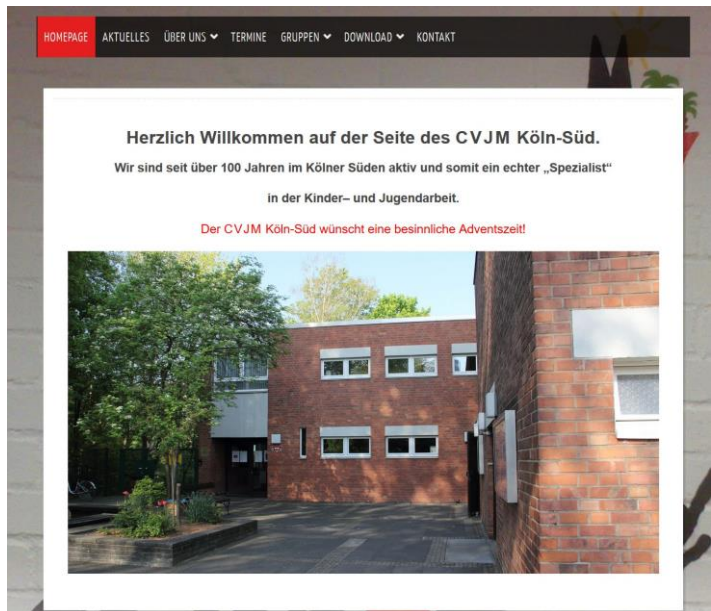 HOMEPAGE AKTUELLES ÜBER UNS TERMINE GRUPPEN DOWNLOAD KONTAKT
Herzlich Willkommen auf der Seite des CVJM Köln-Süd.
Wir sind seit über 100 Jahren im Kölner Süden aktiv und somit ein echter „Spezialist“
in der Kinder– und Jugendarbeit.
Der CVJM Köln-Süd wünscht eine besinnliche Adventszeit!